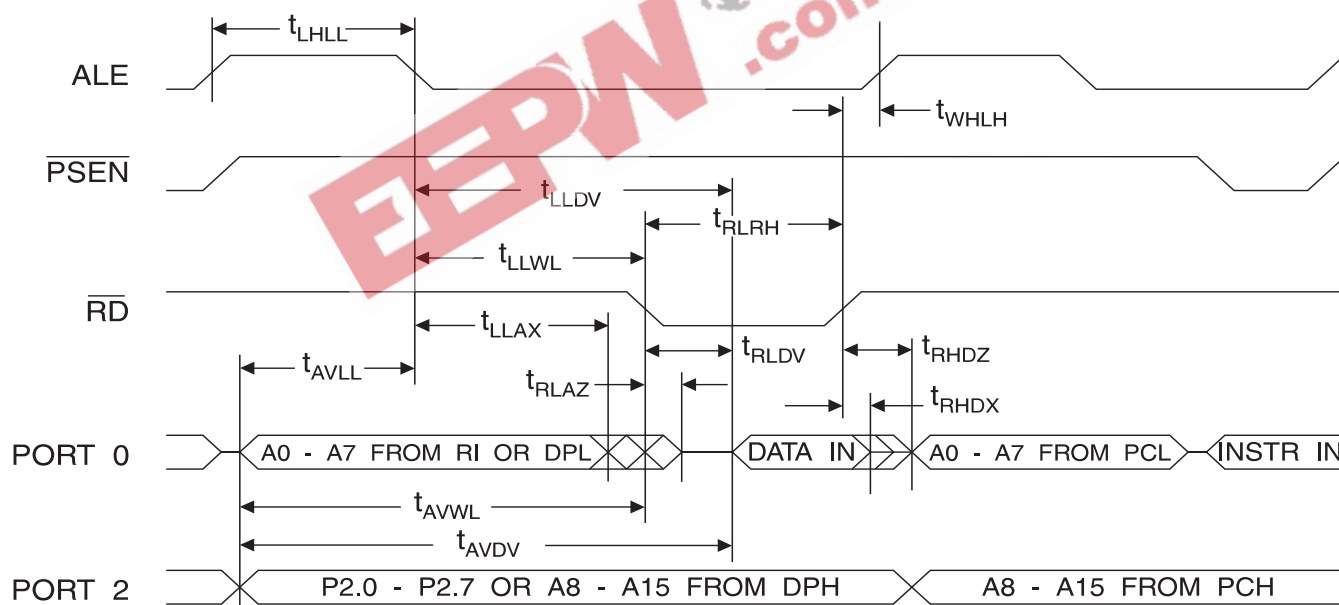 EEPW .com
tLHLL
ALE
tWHLH
PSEN
tLLDV
tRLRH
tLLWL
RD
tLLAX
tRLDV
tRHDZ
tAVLL
tRLAZ
tRHDX
PORT 0
A0 - A7 FROM RI OR DPL
DATA IN
A0 - A7 FROM PCL
INSTR IN
tAVWL
tAVDV
PORT 2
P2.0 - P2.7 OR A8 - A15 FROM DPH
A8 - A15 FROM PCH